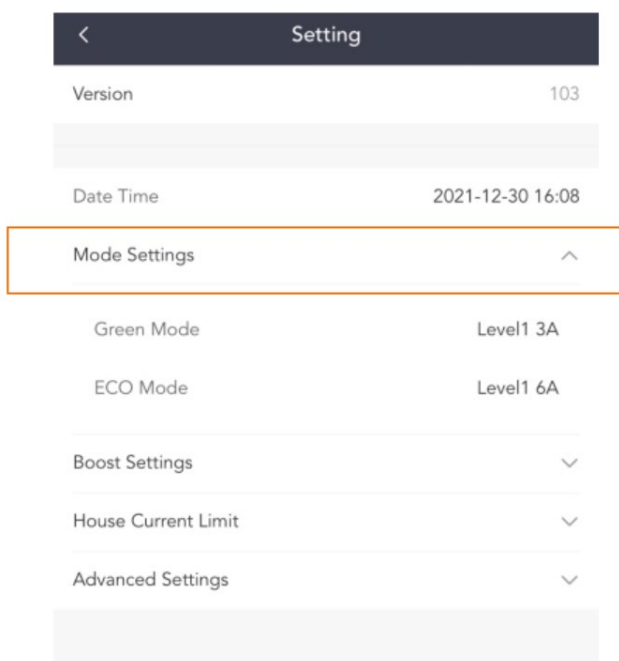 Setting
Version 103
Date Time 2021-12-30 16:08
Mode Settings
Green Mode Level1 3A
ECO Mode Level1 6A
Boost Settings
House Current Limit
Advanced Settings